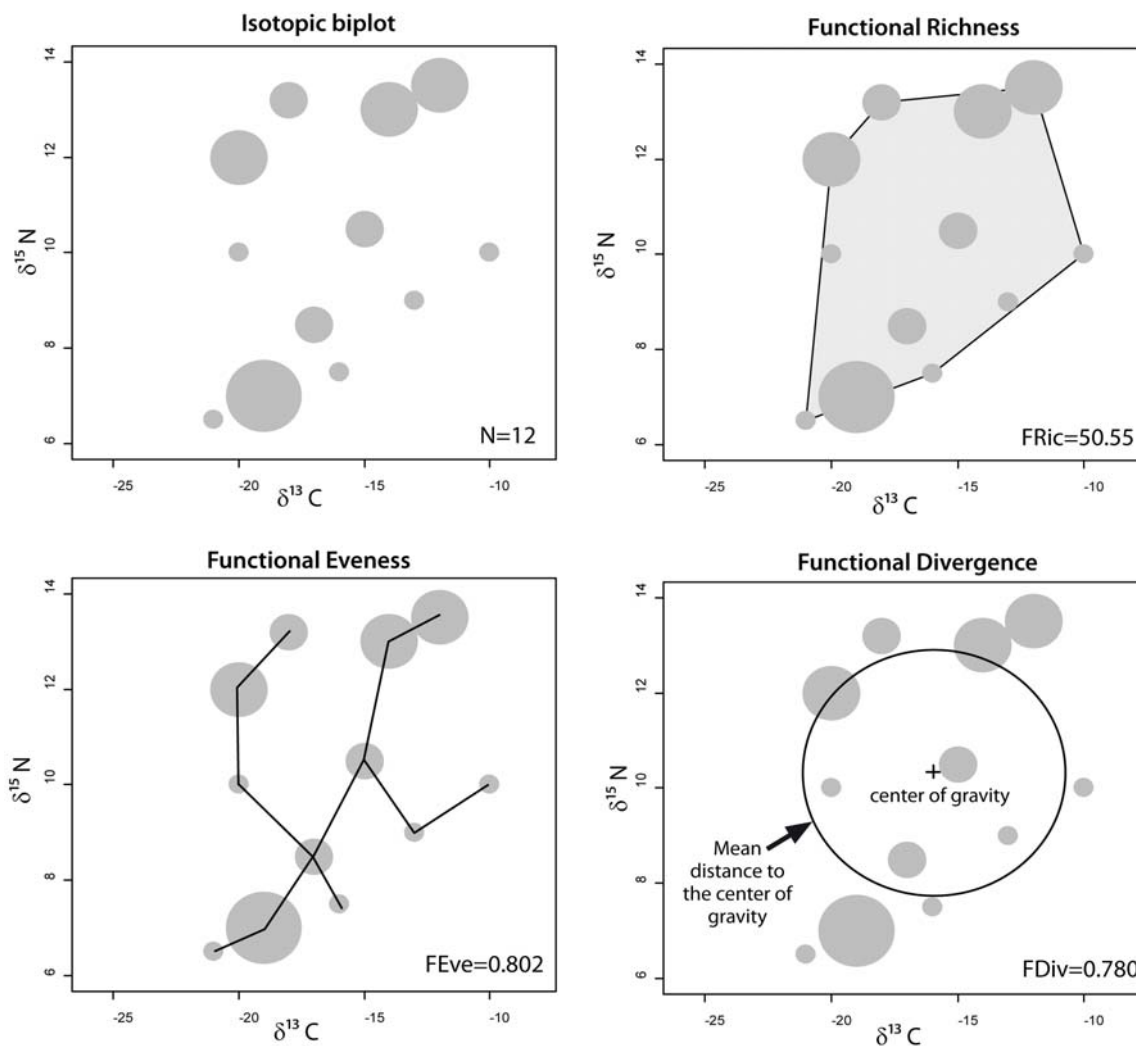 Isotopic biplot
14
12
10
8
6
δ¹⁵ N
N=12
-25
-20
-15
-10
δ¹³ C
Functional Richness
14
12
10
8
6
δ¹⁵ N
FRic=50.55
-25
-20
-15
-10
δ¹³ C
Functional Eveness
14
12
10
8
6
δ¹⁵ N
FEve=0.802
-25
-20
-15
-10
δ¹³ C
Functional Divergence
14
12
10
8
6
δ¹⁵ N
center of gravity
Mean
distance to
the center of
gravity
FDiv=0.780
-25
-20
-15
-10
δ¹³ C